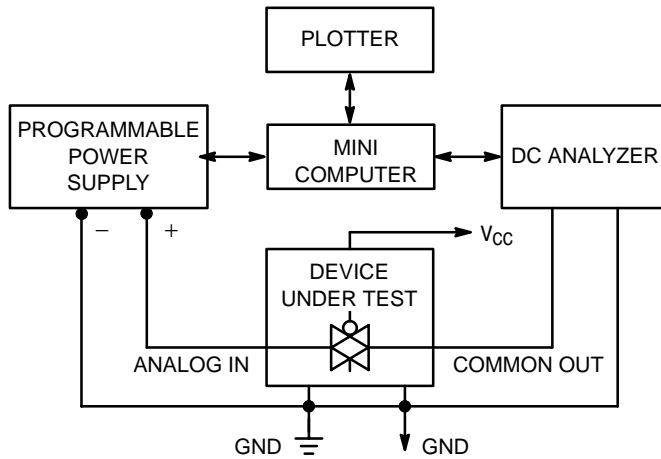 PLOTTER
PROGRAMMABLE
POWER
SUPPLY
MINI
COMPUTER
DC ANALYZER
− +
VCC
DEVICE
UNDER TEST
ANALOG IN
COMMON OUT
GND
GND